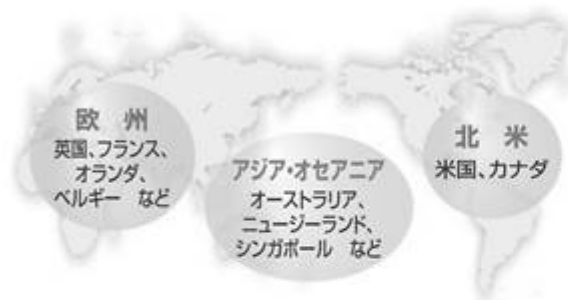 欧 州
英国、フランス、
オランダ、
ベルギー など
アジア・オセアニア
オーストラリア、
ニュージーランド、
シンガポール など
北 米
米国、カナダ